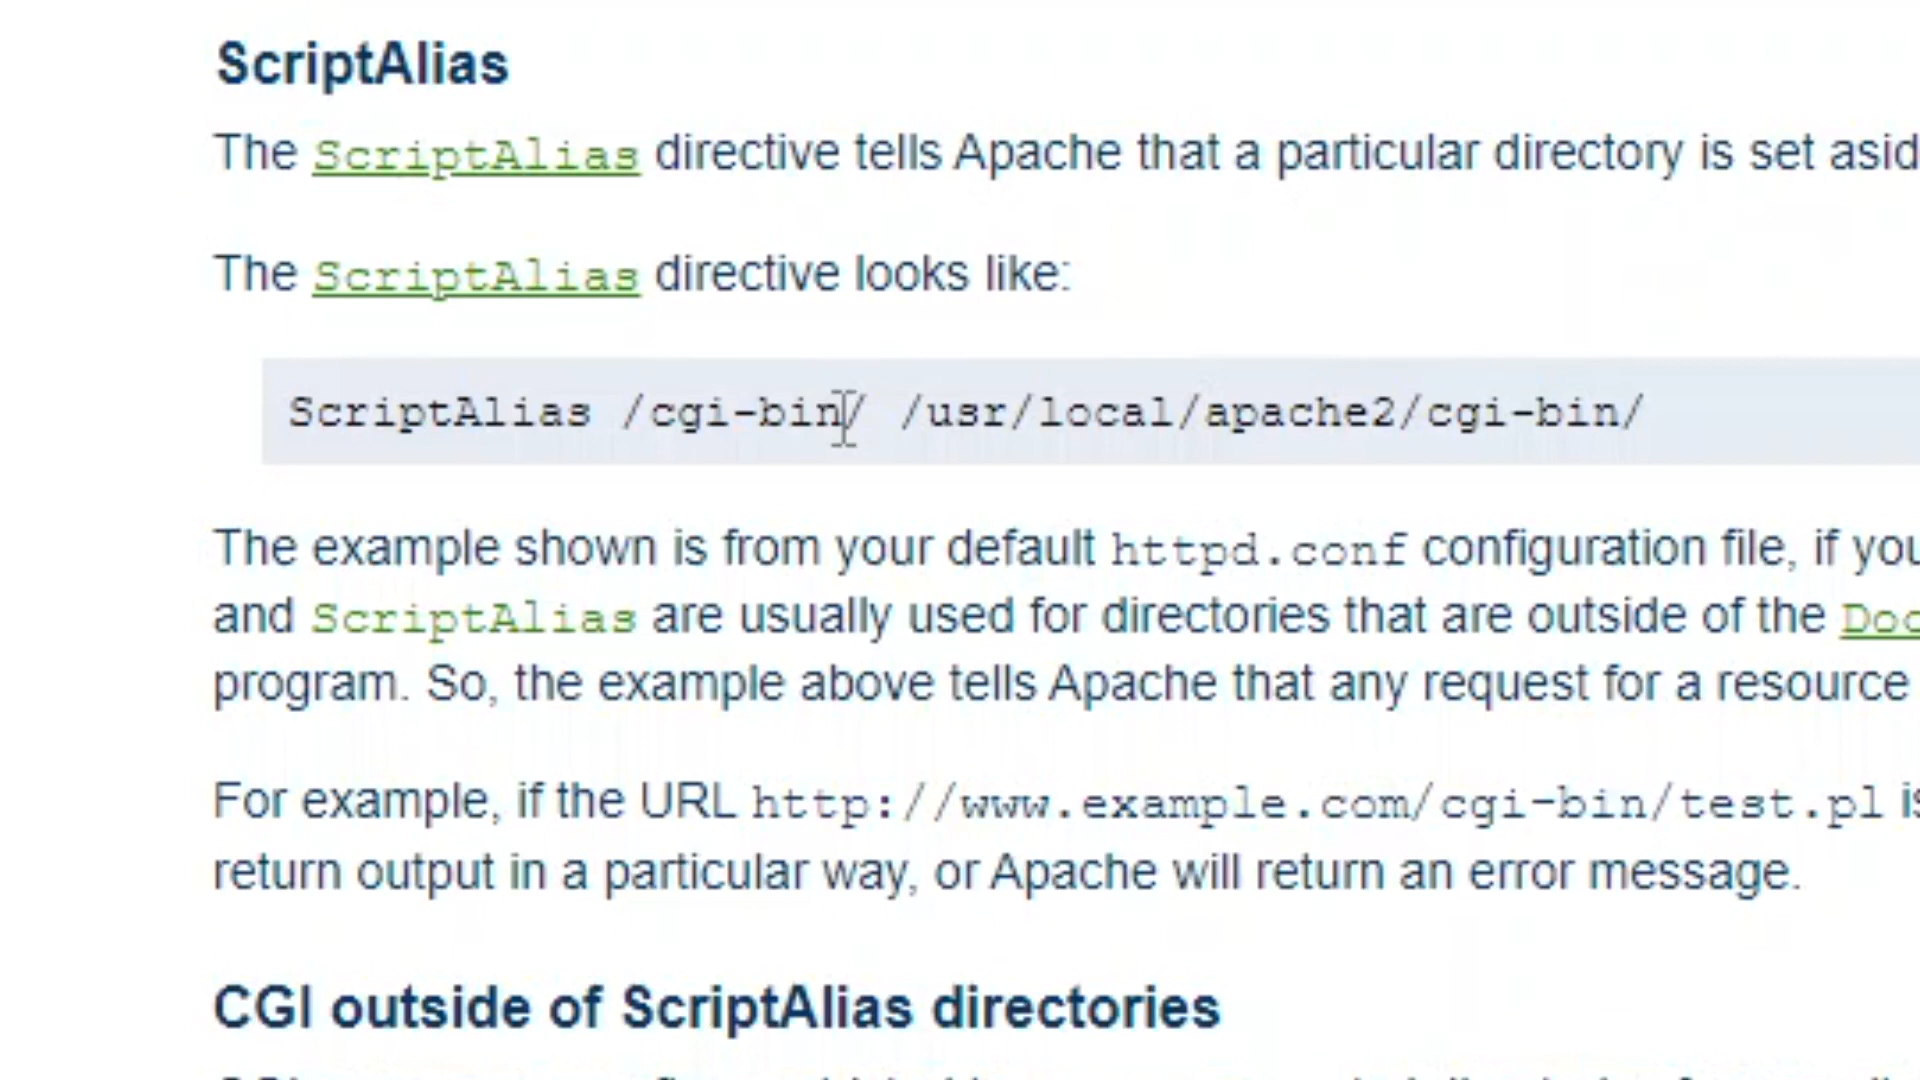 ScriptAlias
The ScriptAlias directive tells Apache that a particular directory is set
The ScriptAlias directive looks like:
ScriptAlias /cgi-bin/ /usr/local/apache2/cgi-bin/
The example shown is from your default httpd.conf configuration file, if
and ScriptAlias are usually used for directories that are outside of the
program. So, the example above tells Apache that any request for a resource
For example, if the URL http://www.example.com/cgi-bin/test.pl
return output in a particular way, or Apache will return an error message.
CGI outside of ScriptAlias directories